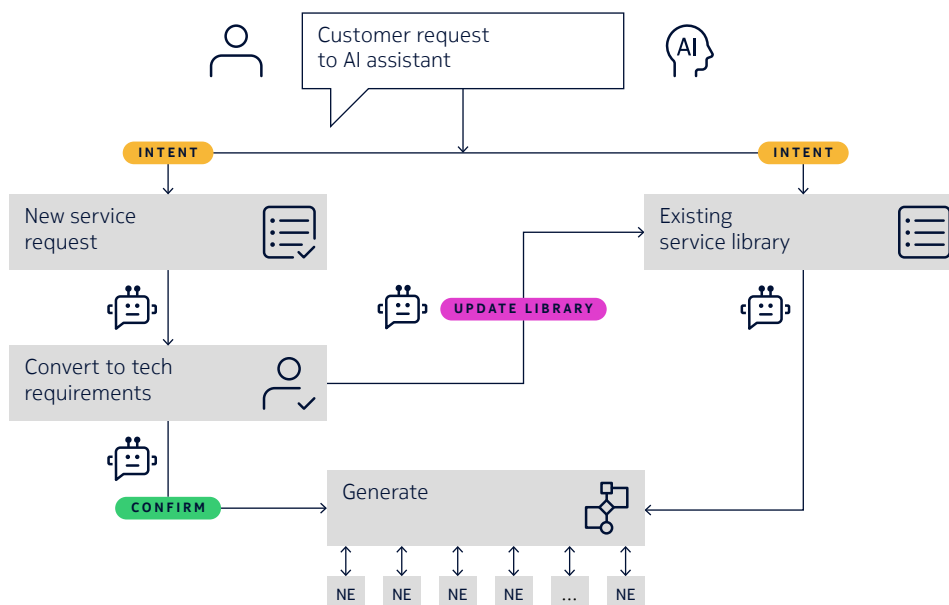 Customer request
to AI assistant
AI
INTENT
INTENT
New service
request
Existing
service library
UPDATE LIBRARY
Convert to tech
requirements
CONFIRM
Generate
NE
NE
NE
NE
...
NE